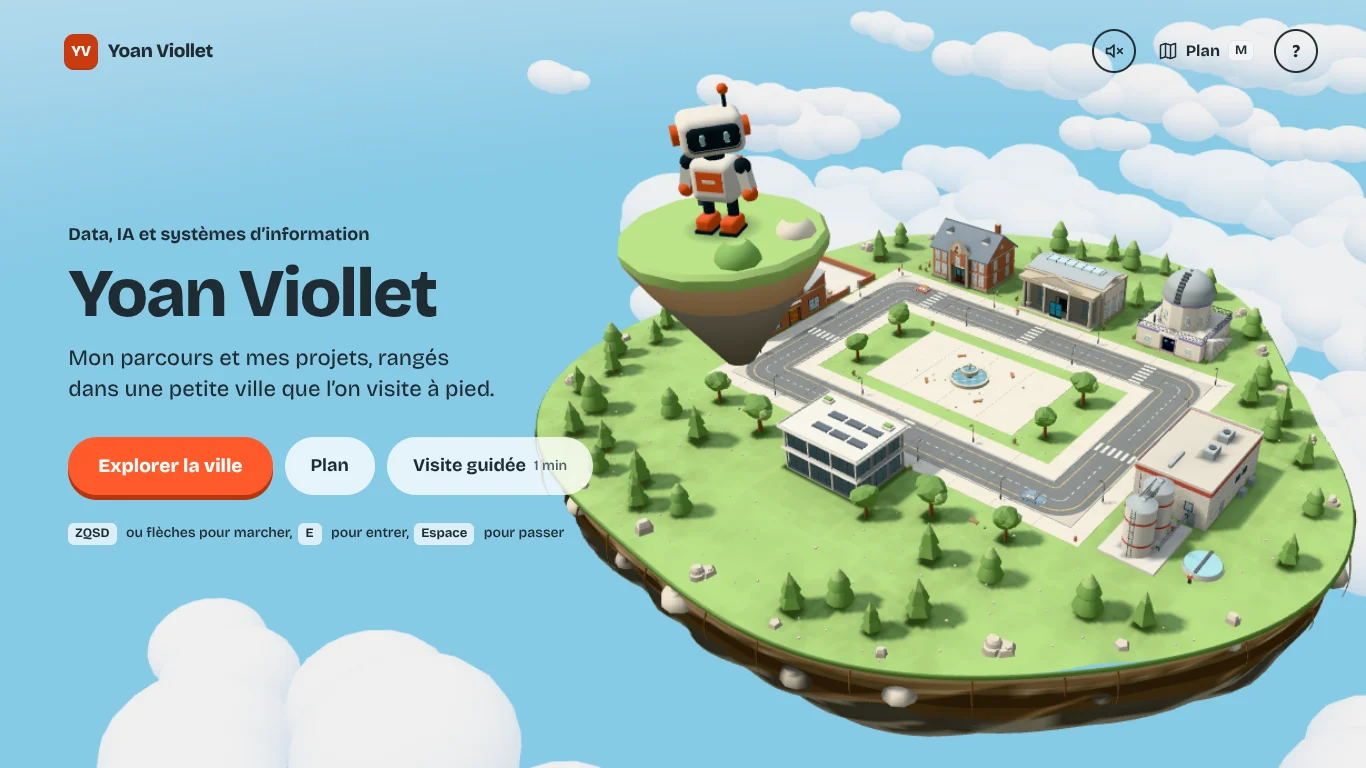 YV Yoan Viollet
Plan M ?
Data, IA et systèmes d’information
Yoan Viollet
Mon parcours et mes projets, rangés
dans une petite ville que l’on visite à pied.
Explorer la ville Plan Visite guidée 1 min
ZQSD ou flèches pour marcher, E pour entrer, Espace pour passer